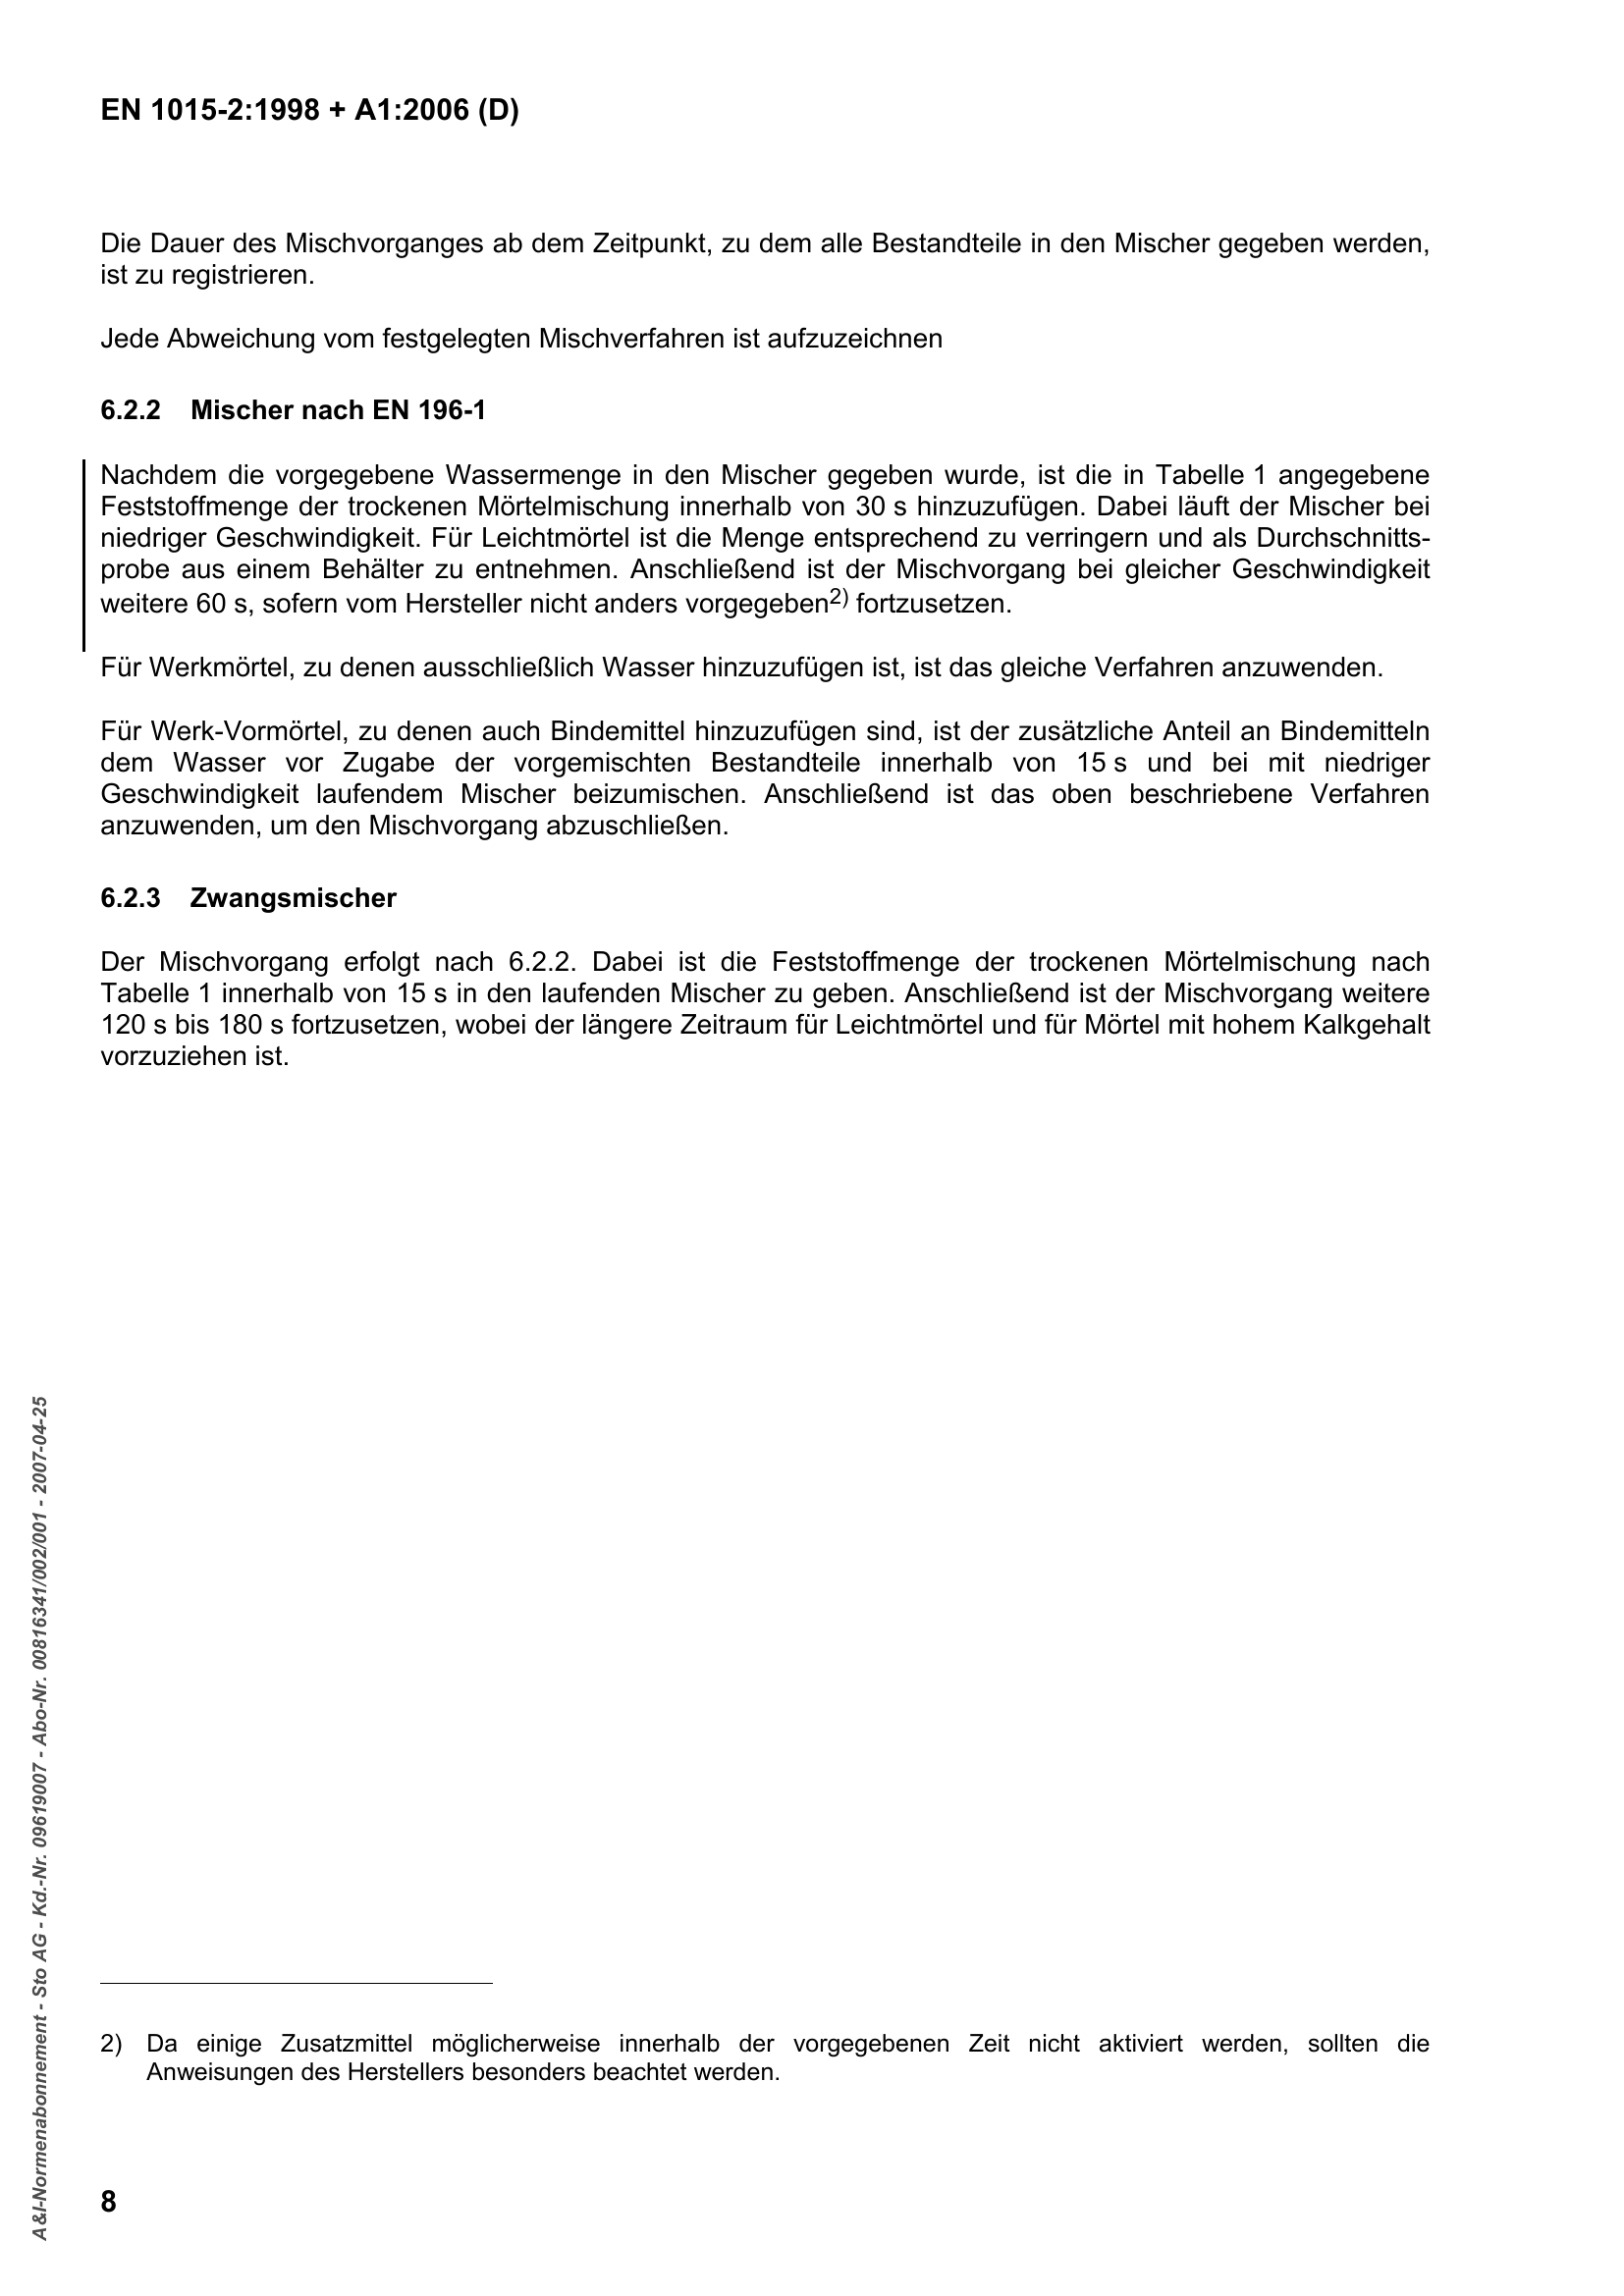 EN 1015-2:1998 + A1:2006 (D)
Die Dauer des Mischvorganges ab dem Zeitpunkt, zu dem alle Bestandteile in den Mischer gegeben werden,
ist zu registrieren.
Jede Abweichung vom festgelegten Mischverfahren ist aufzuzeichnen
6.2.2 Mischer nach EN 196-1
Nachdem die vorgegebene Wassermenge in den Mischer gegeben wurde, ist die in Tabelle 1 angegebene
Feststoffmenge der trockenen Mörtelmischung innerhalb von 30 s hinzuzufügen. Dabei läuft der Mischer bei
niedriger Geschwindigkeit. Für Leichtmörtel ist die Menge entsprechend zu verringern und als Durchschnitts-
probe aus einem Behälter zu entnehmen. Anschließend ist der Mischvorgang bei gleicher Geschwindigkeit
weitere 60 s, sofern vom Hersteller nicht anders vorgegeben2) fortzusetzen.
Für Werkmörtel, zu denen ausschließlich Wasser hinzuzufügen ist, ist das gleiche Verfahren anzuwenden.
Für Werk-Vormörtel, zu denen auch Bindemittel hinzuzufügen sind, ist der zusätzliche Anteil an Bindemitteln
dem Wasser vor Zugabe der vorgemischten Bestandteile innerhalb von 15 s und bei mit niedriger
Geschwindigkeit laufendem Mischer beizumischen. Anschließend ist das oben beschriebene Verfahren
anzuwenden, um den Mischvorgang abzuschließen.
6.2.3 Zwangsmischer
Der Mischvorgang erfolgt nach 6.2.2. Dabei ist die Feststoffmenge der trockenen Mörtelmischung nach
Tabelle 1 innerhalb von 15 s in den laufenden Mischer zu geben. Anschließend ist der Mischvorgang weitere
120 s bis 180 s fortzusetzen, wobei der längere Zeitraum für Leichtmörtel und für Mörtel mit hohem Kalkgehalt
vorzuziehen ist.
2) Da einige Zusatzmittel möglicherweise innerhalb der vorgegebenen Zeit nicht aktiviert werden, sollten die
Anweisungen des Herstellers besonders beachtet werden.
8
A&I-Normenabonnement - Sto AG - Kd.-Nr. 09619007 - Abo-Nr. 00816341/002/001 - 2007-04-25